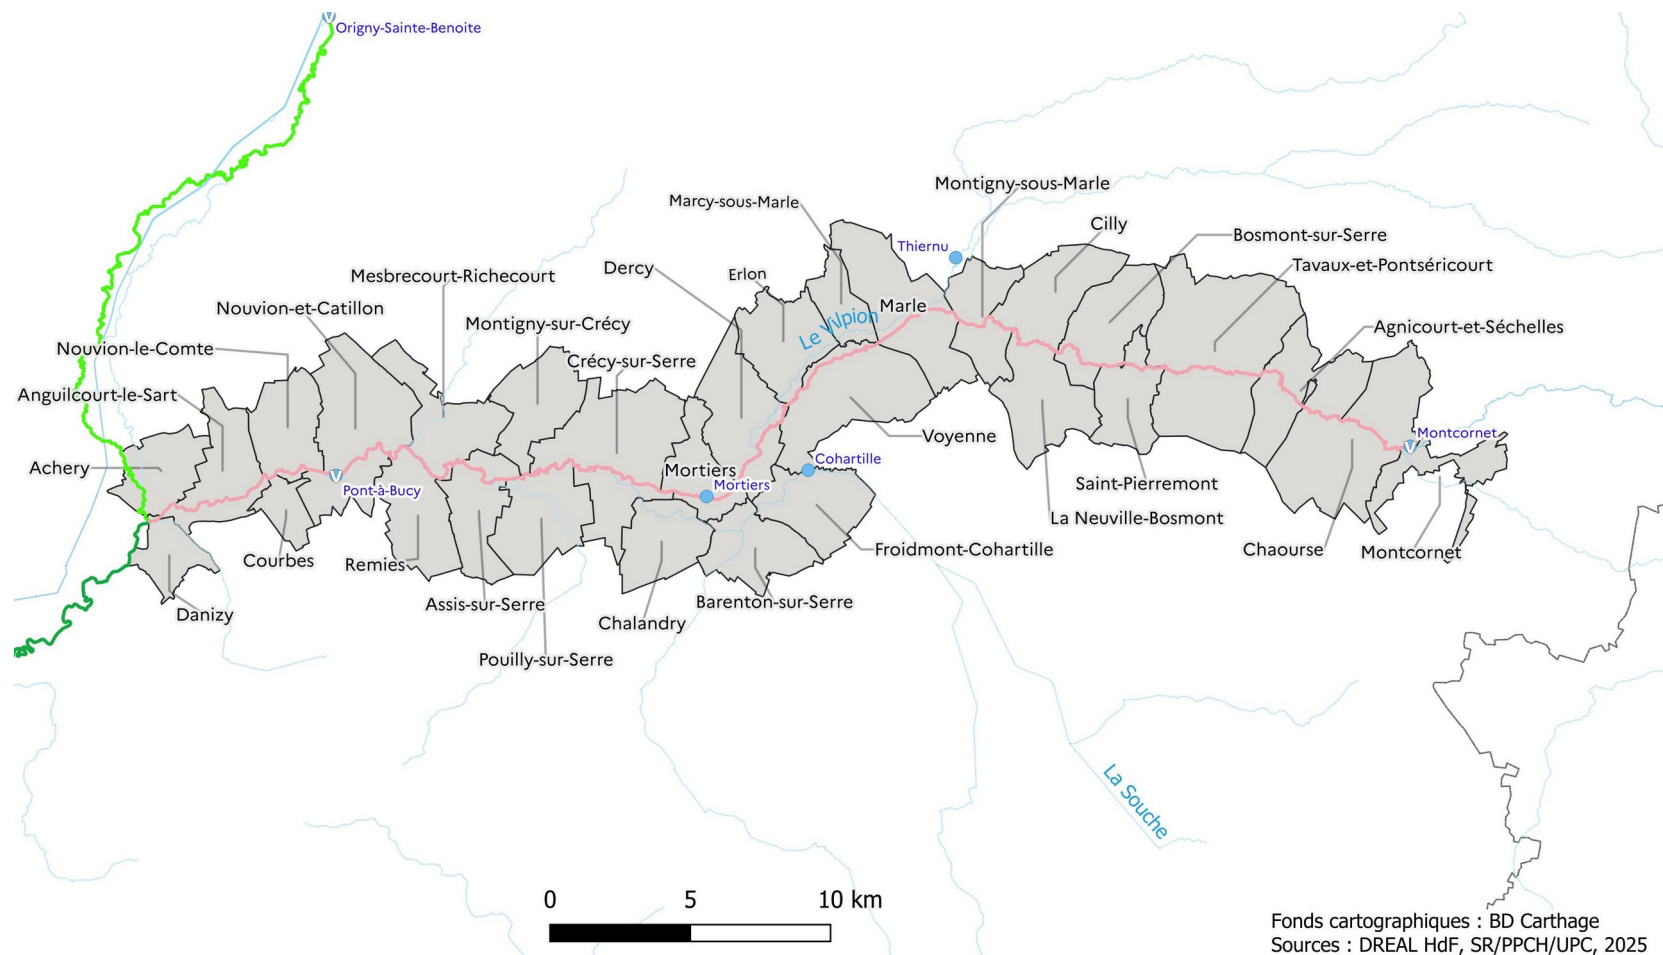 Origny-Sainte-Benoite
Montigny-sous-Marle
Marcy-sous-Marle
Cilly
Bosmont-sur-Serre
Thiernu
Tavaux-et-Pontséricourt
Dercy
Erlon
Mesbrecourt-Richecourt
Nouvion-et-Catillon
Marle
Le Vilpion
Montigny-sur-Crécy
Agnicourt-et-Séchelles
Nouvion-le-Comte
Crécy-sur-Serre
Anguilcourt-le-Sart
Montcornet
Voyenne
Cohartille
Achery
Mortiers
Mortiers
Pont-à-Bucy
Saint-Pierremont
La Neuville-Bosmont
Froidmont-Cohartille
Chaourse
Montcornet
Courbes
Remies
Assis-sur-Serre
Barenton-sur-Serre
Danizy
Chalandry
Pouilly-sur-Serre
La Souche
0 5 10 km
Fonds cartographiques : BD Carthage
Sources : DREAL HdF, SR/PPCH/UPC, 2025